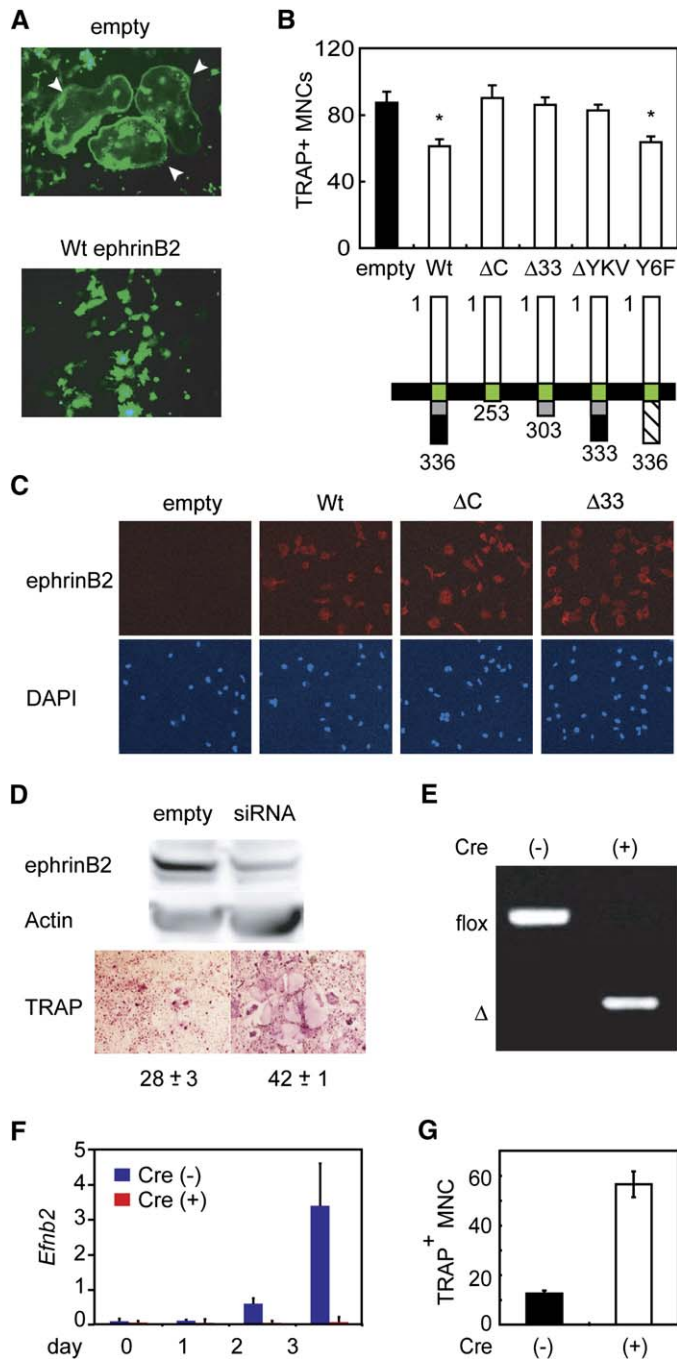 A
empty
Wt ephrinB2
B
TRAP+ MNCs
120
80
40
0
empty Wt ΔC Δ33 ΔYKV Y6F
* *
1 1 1 1 1
336 253 303 333 336
C
empty Wt ΔC Δ33
ephrinB2
DAPI
D
empty siRNA
ephrinB2
Actin
TRAP
28 ± 3 42 ± 1
E
Cre (-) (+)
flox
Δ
F
Efnb2
5
4
3
2
1
0
Cre (-)
Cre (+)
day 0 1 2 3
G
TRAP+ MNC
60
40
20
0
Cre (-) (+)